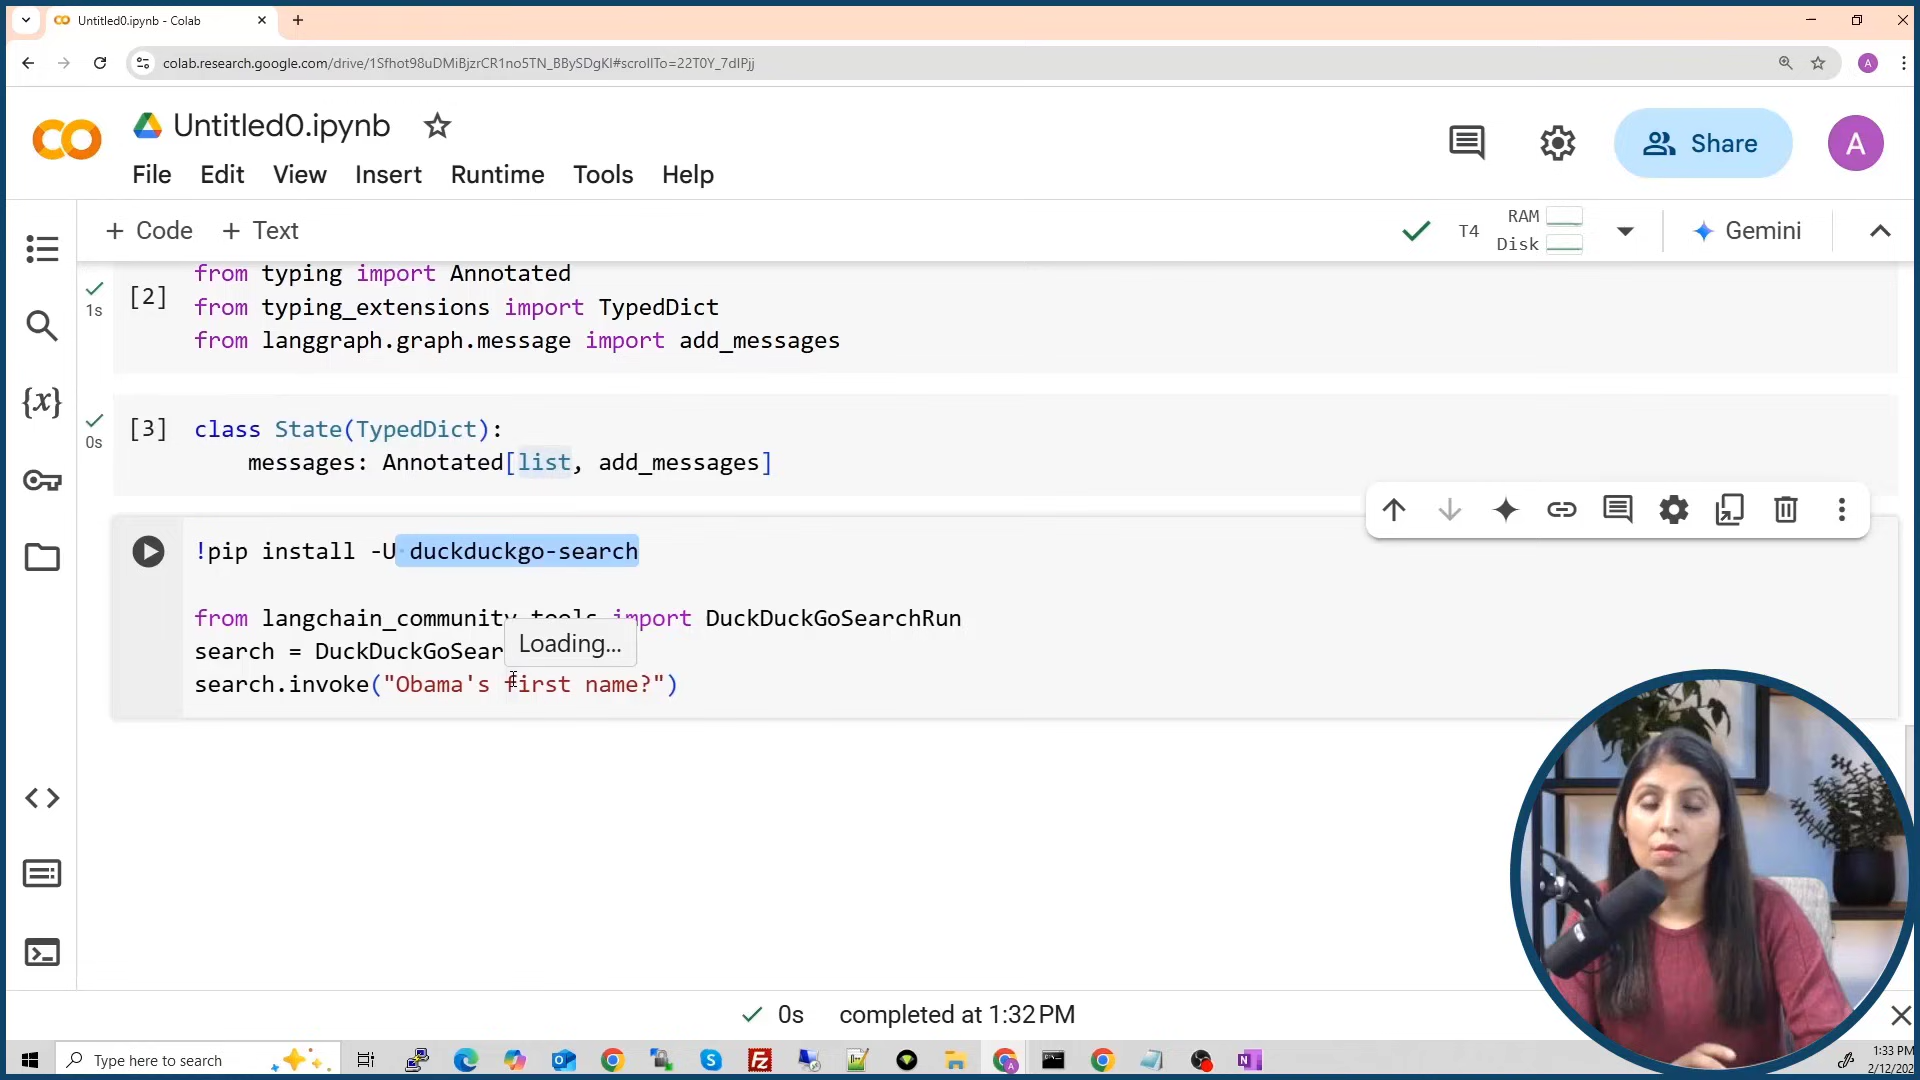 Untitled0.ipynb - Colab
colab.research.google.com/drive/1Sfhot98uDMiBjzrCR1no5TN_BBySDgKl#scrollTo=22T0Y_7dIPjj
A
Untitled0.ipynb
Share
A
File Edit View Insert Runtime Tools Help
+ Code + Text
T4
RAM
Disk
Gemini
[2]
1s
from typing import Annotated
from typing_extensions import TypedDict
from langgraph.graph.message import add_messages
[3]
0s
class State(TypedDict):
messages: Annotated[list, add_messages]
!pip install -U duckduckgo-search
from langchain_community.tools import DuckDuckGoSearchRun
search = DuckDuckGoSear
Loading...
search.invoke("Obama's first name?")
0s completed at 1:32 PM
Type here to search
1:33 PM
2/12/202